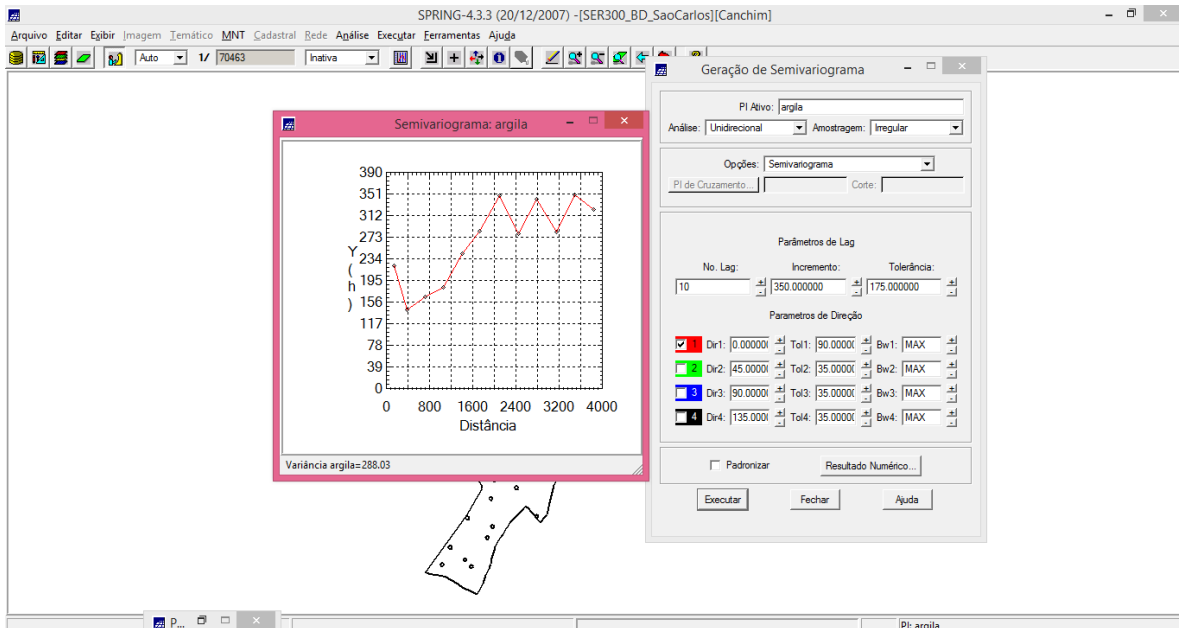 SPRING-4.3.3 (20/12/2007) -[SER300_BD_SaoCarlos][Canchim]
Arquivo Editar Exibir Imagem Temático MNT Cadastral Rede Análise Executar Ferramentas Ajuda
Auto 1/ 70463 Inativa
Semivariograma: argila
390
351
312
273
234
195
156
117
78
39
0
Y(h)
0 800 1600 2400 3200 4000
Distância
Variância argila=288.03
Geração de Semivariograma
PI Ativo: argila
Análise: Unidirecional Amostragem: Irregular
Opções: Semivariograma
PI de Cruzamento... Corte:
Parâmetros de Lag
No. Lag: Incremento: Tolerância:
10 350.000000 175.000000
Parametros de Direção
1 Dir1: 0.000000 Tol1: 90.0000 Bw1: MAX
2 Dir2: 45.0000 Tol2: 35.0000 Bw2: MAX
3 Dir3: 90.0000 Tol3: 35.0000 Bw3: MAX
4 Dir4: 135.000 Tol4: 35.0000 Bw4: MAX
Padronizar Resultado Numérico...
Executar Fechar Ajuda
P...
PI: argila